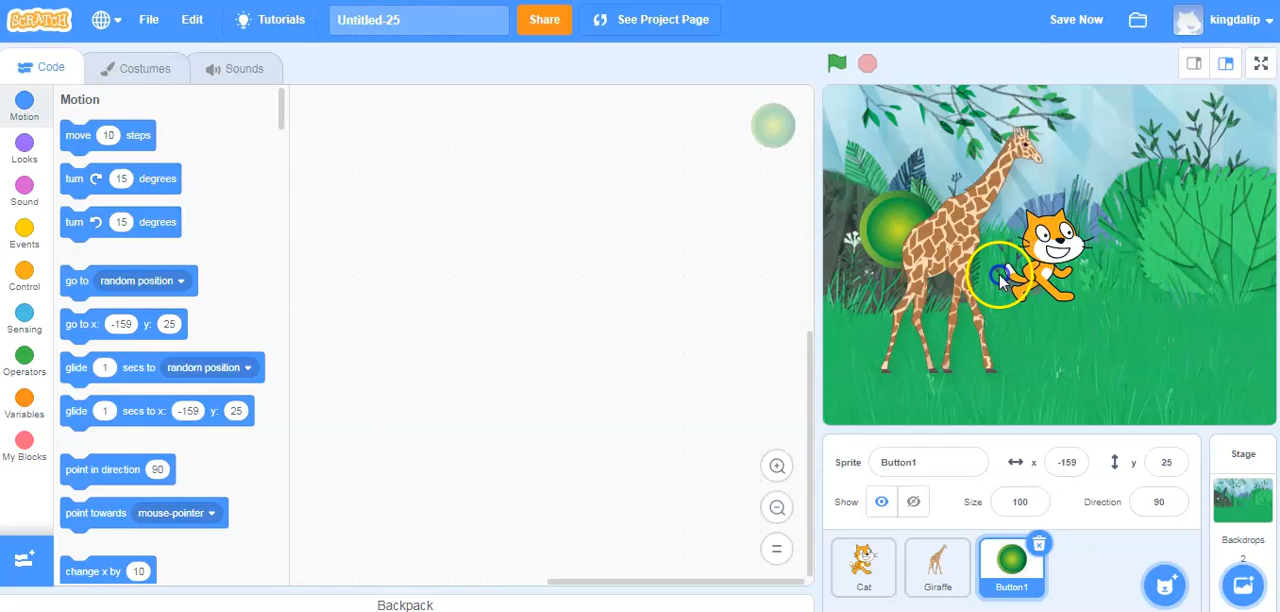 SCRATCH File Edit Tutorials Untitled-25 Share See Project Page Save Now kingdalip
Code Costumes Sounds
Motion
Looks
Sound
Events
Control
Sensing
Operators
Variables
My Blocks
Motion
move 10 steps
turn 15 degrees
turn 15 degrees
go to random position
go to x: -159 y: 25
glide 1 secs to random position
glide 1 secs to x: -159 y: 25
point in direction 90
point towards mouse-pointer
change x by 10
Sprite Button1 x -159 y 25
Show Size 100 Direction 90
Cat Giraffe Button1
Stage
Backdrops
2
Backpack